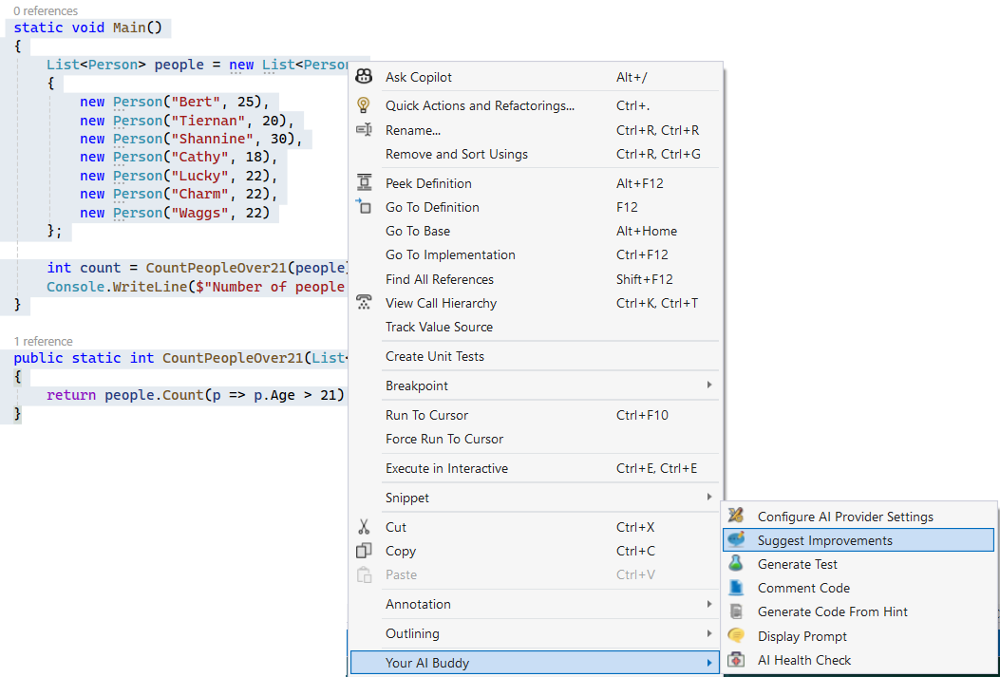 0 references
static void Main()
{
List<Person> people = new List<Person
{
new Person("Bert", 25),
new Person("Tiernan", 20),
new Person("Shannine", 30),
new Person("Cathy", 18),
new Person("Lucky", 22),
new Person("Charm", 22),
new Person("Waggs", 22)
};
int count = CountPeopleOver21(people)
Console.WriteLine($"Number of people
}
1 reference
public static int CountPeopleOver21(List<
{
return people.Count(p => p.Age > 21)
}
Ask Copilot Alt+/
Quick Actions and Refactorings... Ctrl+.
Rename... Ctrl+R, Ctrl+R
Remove and Sort Usings Ctrl+R, Ctrl+G
Peek Definition Alt+F12
Go To Definition F12
Go To Base Alt+Home
Go To Implementation Ctrl+F12
Find All References Shift+F12
View Call Hierarchy Ctrl+K, Ctrl+T
Track Value Source
Create Unit Tests
Breakpoint
Run To Cursor Ctrl+F10
Force Run To Cursor
Execute in Interactive Ctrl+E, Ctrl+E
Snippet
Cut Ctrl+X
Copy Ctrl+C
Paste Ctrl+V
Annotation
Outlining
Your AI Buddy
Configure AI Provider Settings
Suggest Improvements
Generate Test
Comment Code
Generate Code From Hint
Display Prompt
AI Health Check